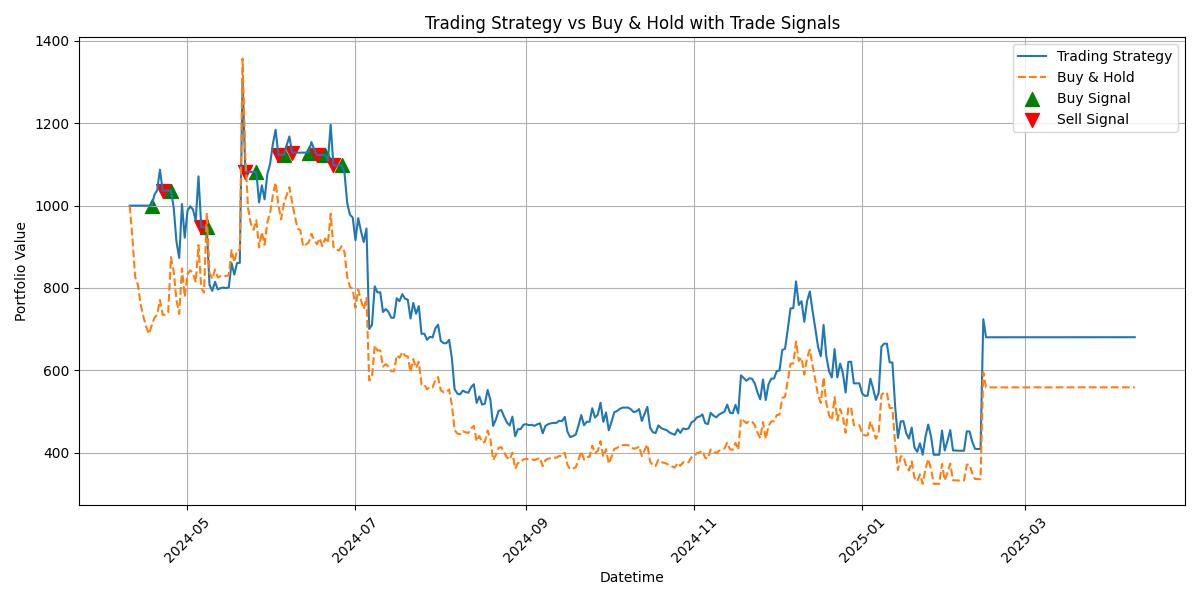 Trading Strategy vs Buy & Hold with Trade Signals
Trading Strategy
Buy & Hold
Buy Signal
Sell Signal
Portfolio Value
1400
1200
1000
800
600
400
2024-05
2024-07
2024-09
2024-11
2025-01
2025-03
Datetime